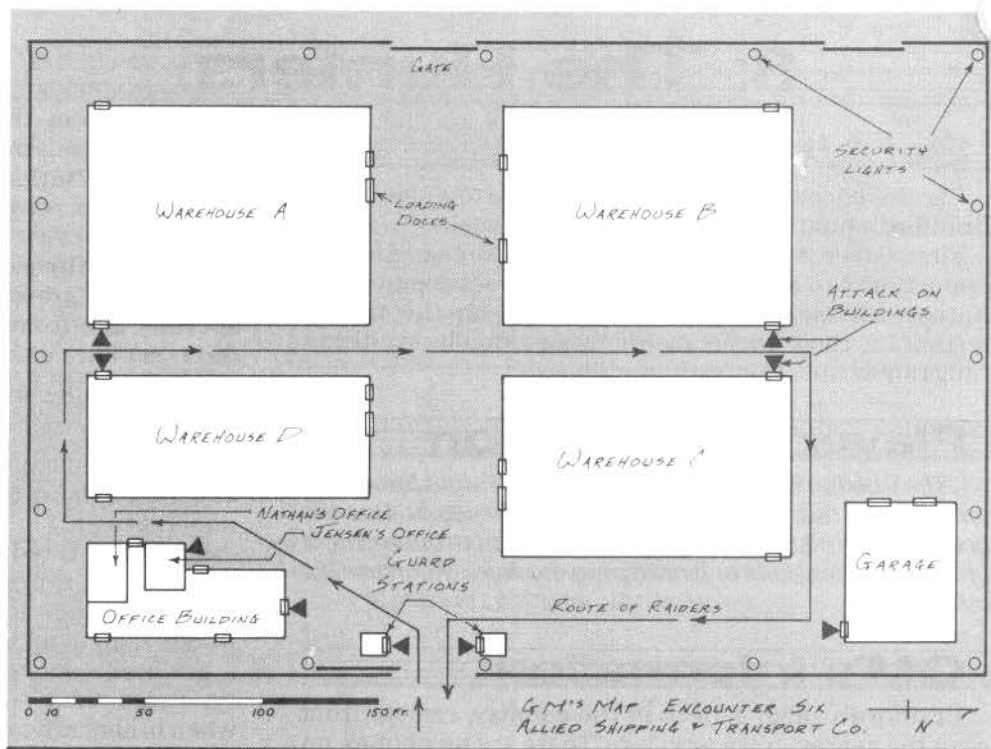 GATE
SECURITY
LIGHTS
WAREHOUSE A
LOADING
DOCKS
WAREHOUSE B
ATTACK ON
BUILDINGS
WAREHOUSE D
WAREHOUSE C
NATHAN'S OFFICE
JENSEN'S OFFICE
GUARD
STATIONS
GARAGE
OFFICE BUILDING
ROUTE OF RAIDERS
0 10 50 100 150 FT.
GM'S MAP ENCOUNTER SIX
ALLIED SHIPPING & TRANSPORT CO.
N